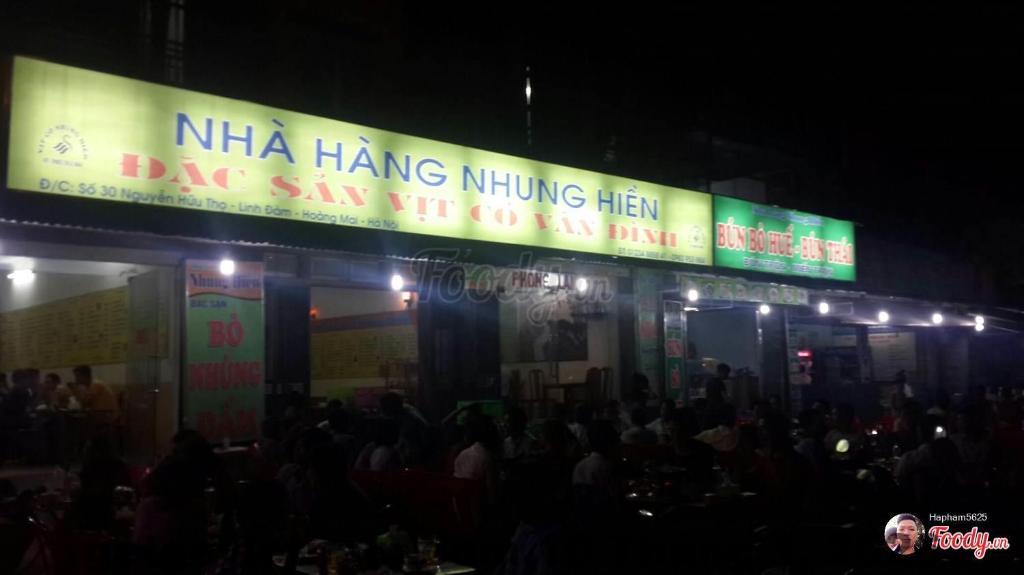 NHÀ HÀNG NHUNG HIỀN
ĐẶC SẢN VỊT CỎ VÂN ĐÌNH
Đ/C: Số 30 Nguyễn Hữu Thọ - Linh Đàm - Hoàng Mai - Hà Nội
BÚN BÒ HUẾ - BÚN THÁI
Foody.vn
Nhung Hiền
ĐẶC SẢN
BÒ
NHÚNG
DẤM
PHÒNG LẠNH
Hapham5625
Foody.vn